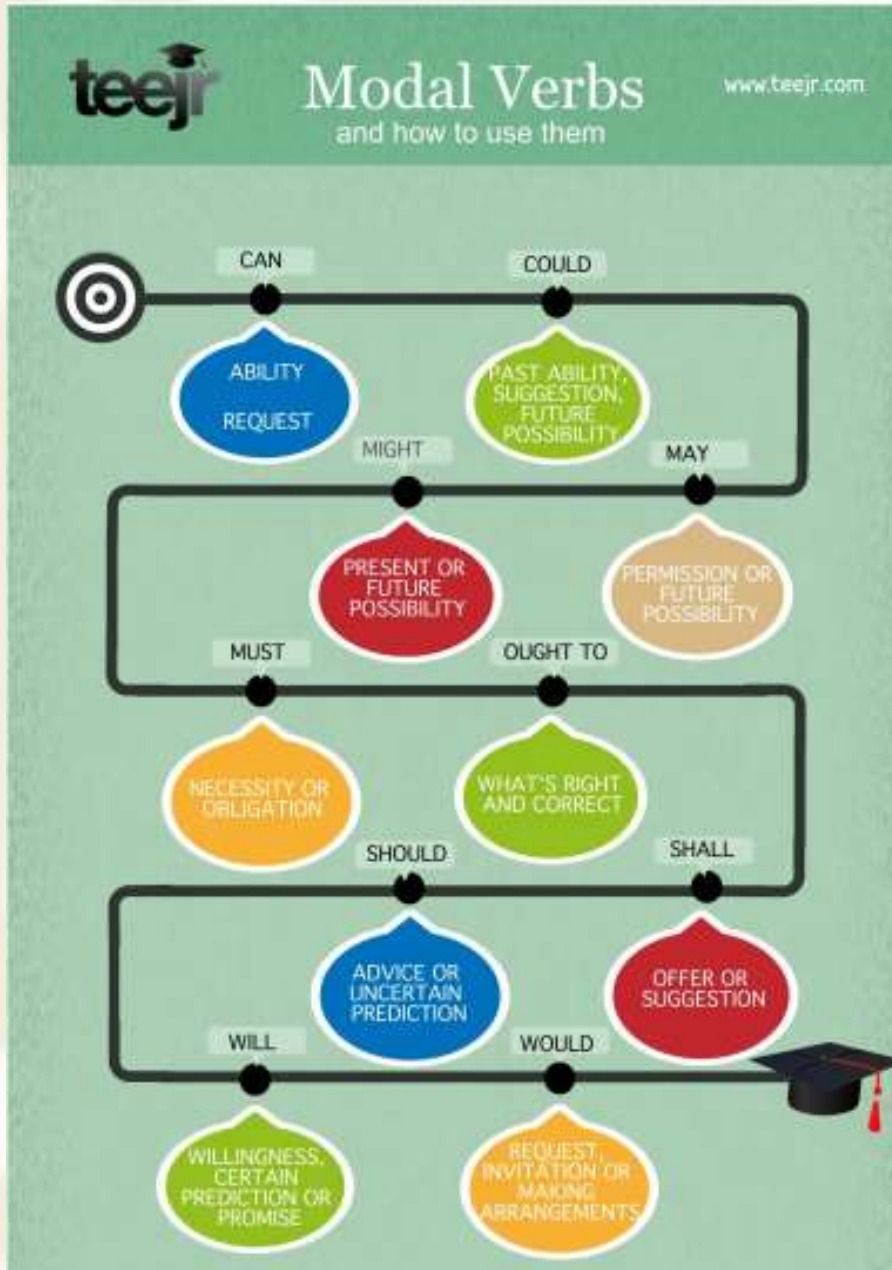 teejr
Modal Verbs
www.teejr.com
and how to use them
CAN
COULD
ABILITY
REQUEST
PAST ABILITY,
SUGGESTION,
FUTURE
POSSIBILITY
MIGHT
MAY
PRESENT OR
FUTURE
POSSIBILITY
PERMISSION OR
FUTURE
POSSIBILITY
MUST
OUGHT TO
NECESSITY OR
OBLIGATION
WHAT'S RIGHT
AND CORRECT
SHOULD
SHALL
ADVICE OR
UNCERTAIN
PREDICTION
OFFER OR
SUGGESTION
WILL
WOULD
WILLINGNESS,
CERTAIN
PREDICTION OR
PROMISE
REQUEST,
INVITATION OR
MAKING
ARRANGEMENTS